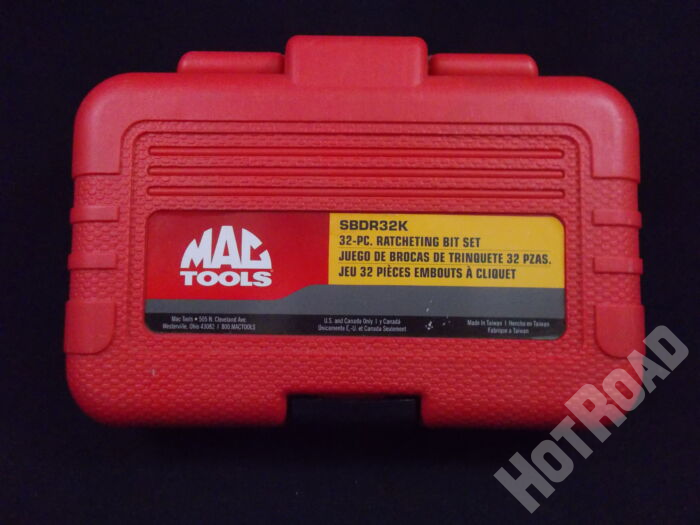 MAC
TOOLS
SBDR32K
32-PC. RATCHETING BIT SET
JUEGO DE BROCAS DE TRINQUETE 32 PZAS.
JEU 32 PIÈCES EMBOUTS À CLIQUET
Mac Tools • 505 N. Cleveland Ave.
Westerville, Ohio 43082 | 800.MACTOOLS
U.S. and Canada Only | y Canadá
Únicamente E.-U. et Canada Seulement
Made in Taiwan | Hencho en Taiwan
Fabriqué à Taiwan
HOTROAD